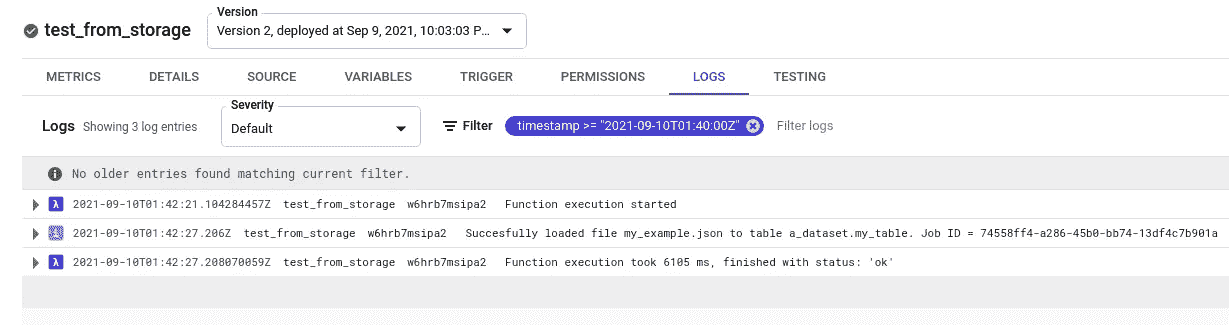 Version
test_from_storage Version 2, deployed at Sep 9, 2021, 10:03:03 P...
METRICS DETAILS SOURCE VARIABLES TRIGGER PERMISSIONS LOGS TESTING
Severity
Logs Showing 3 log entries Default Filter timestamp >= "2021-09-10T01:40:00Z" Filter logs
No older entries found matching current filter.
2021-09-10T01:42:21.104284457Z test_from_storage w6hrb7msipa2 Function execution started
2021-09-10T01:42:27.206Z test_from_storage w6hrb7msipa2 Succesfully loaded file my_example.json to table a_dataset.my_table. Job ID = 74558ff4-a286-45b0-bb74-13df4c7b901a
2021-09-10T01:42:27.208070059Z test_from_storage w6hrb7msipa2 Function execution took 6105 ms, finished with status: 'ok'